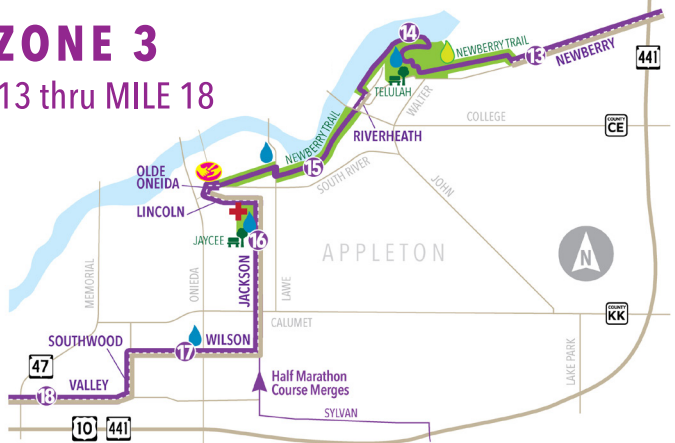 ZONE 3
13 thru MILE 18
14
NEWBERRY TRAIL
13
NEWBERRY
441
TELULAH
WALTER
COLLEGE
COUNTY
CE
RIVERHEATH
NEWBERRY TRAIL
15
SOUTH RIVER
JOHN
OLDE
ONEIDA
LINCOLN
JAYCEE
16
APPLETON
N
MEMORIAL
ONEIDA
JACKSON
LAWE
CALUMET
COUNTY
KK
SOUTHWOOD
17
WILSON
LAKE PARK
47
VALLEY
18
Half Marathon
Course Merges
SYLVAN
10
441